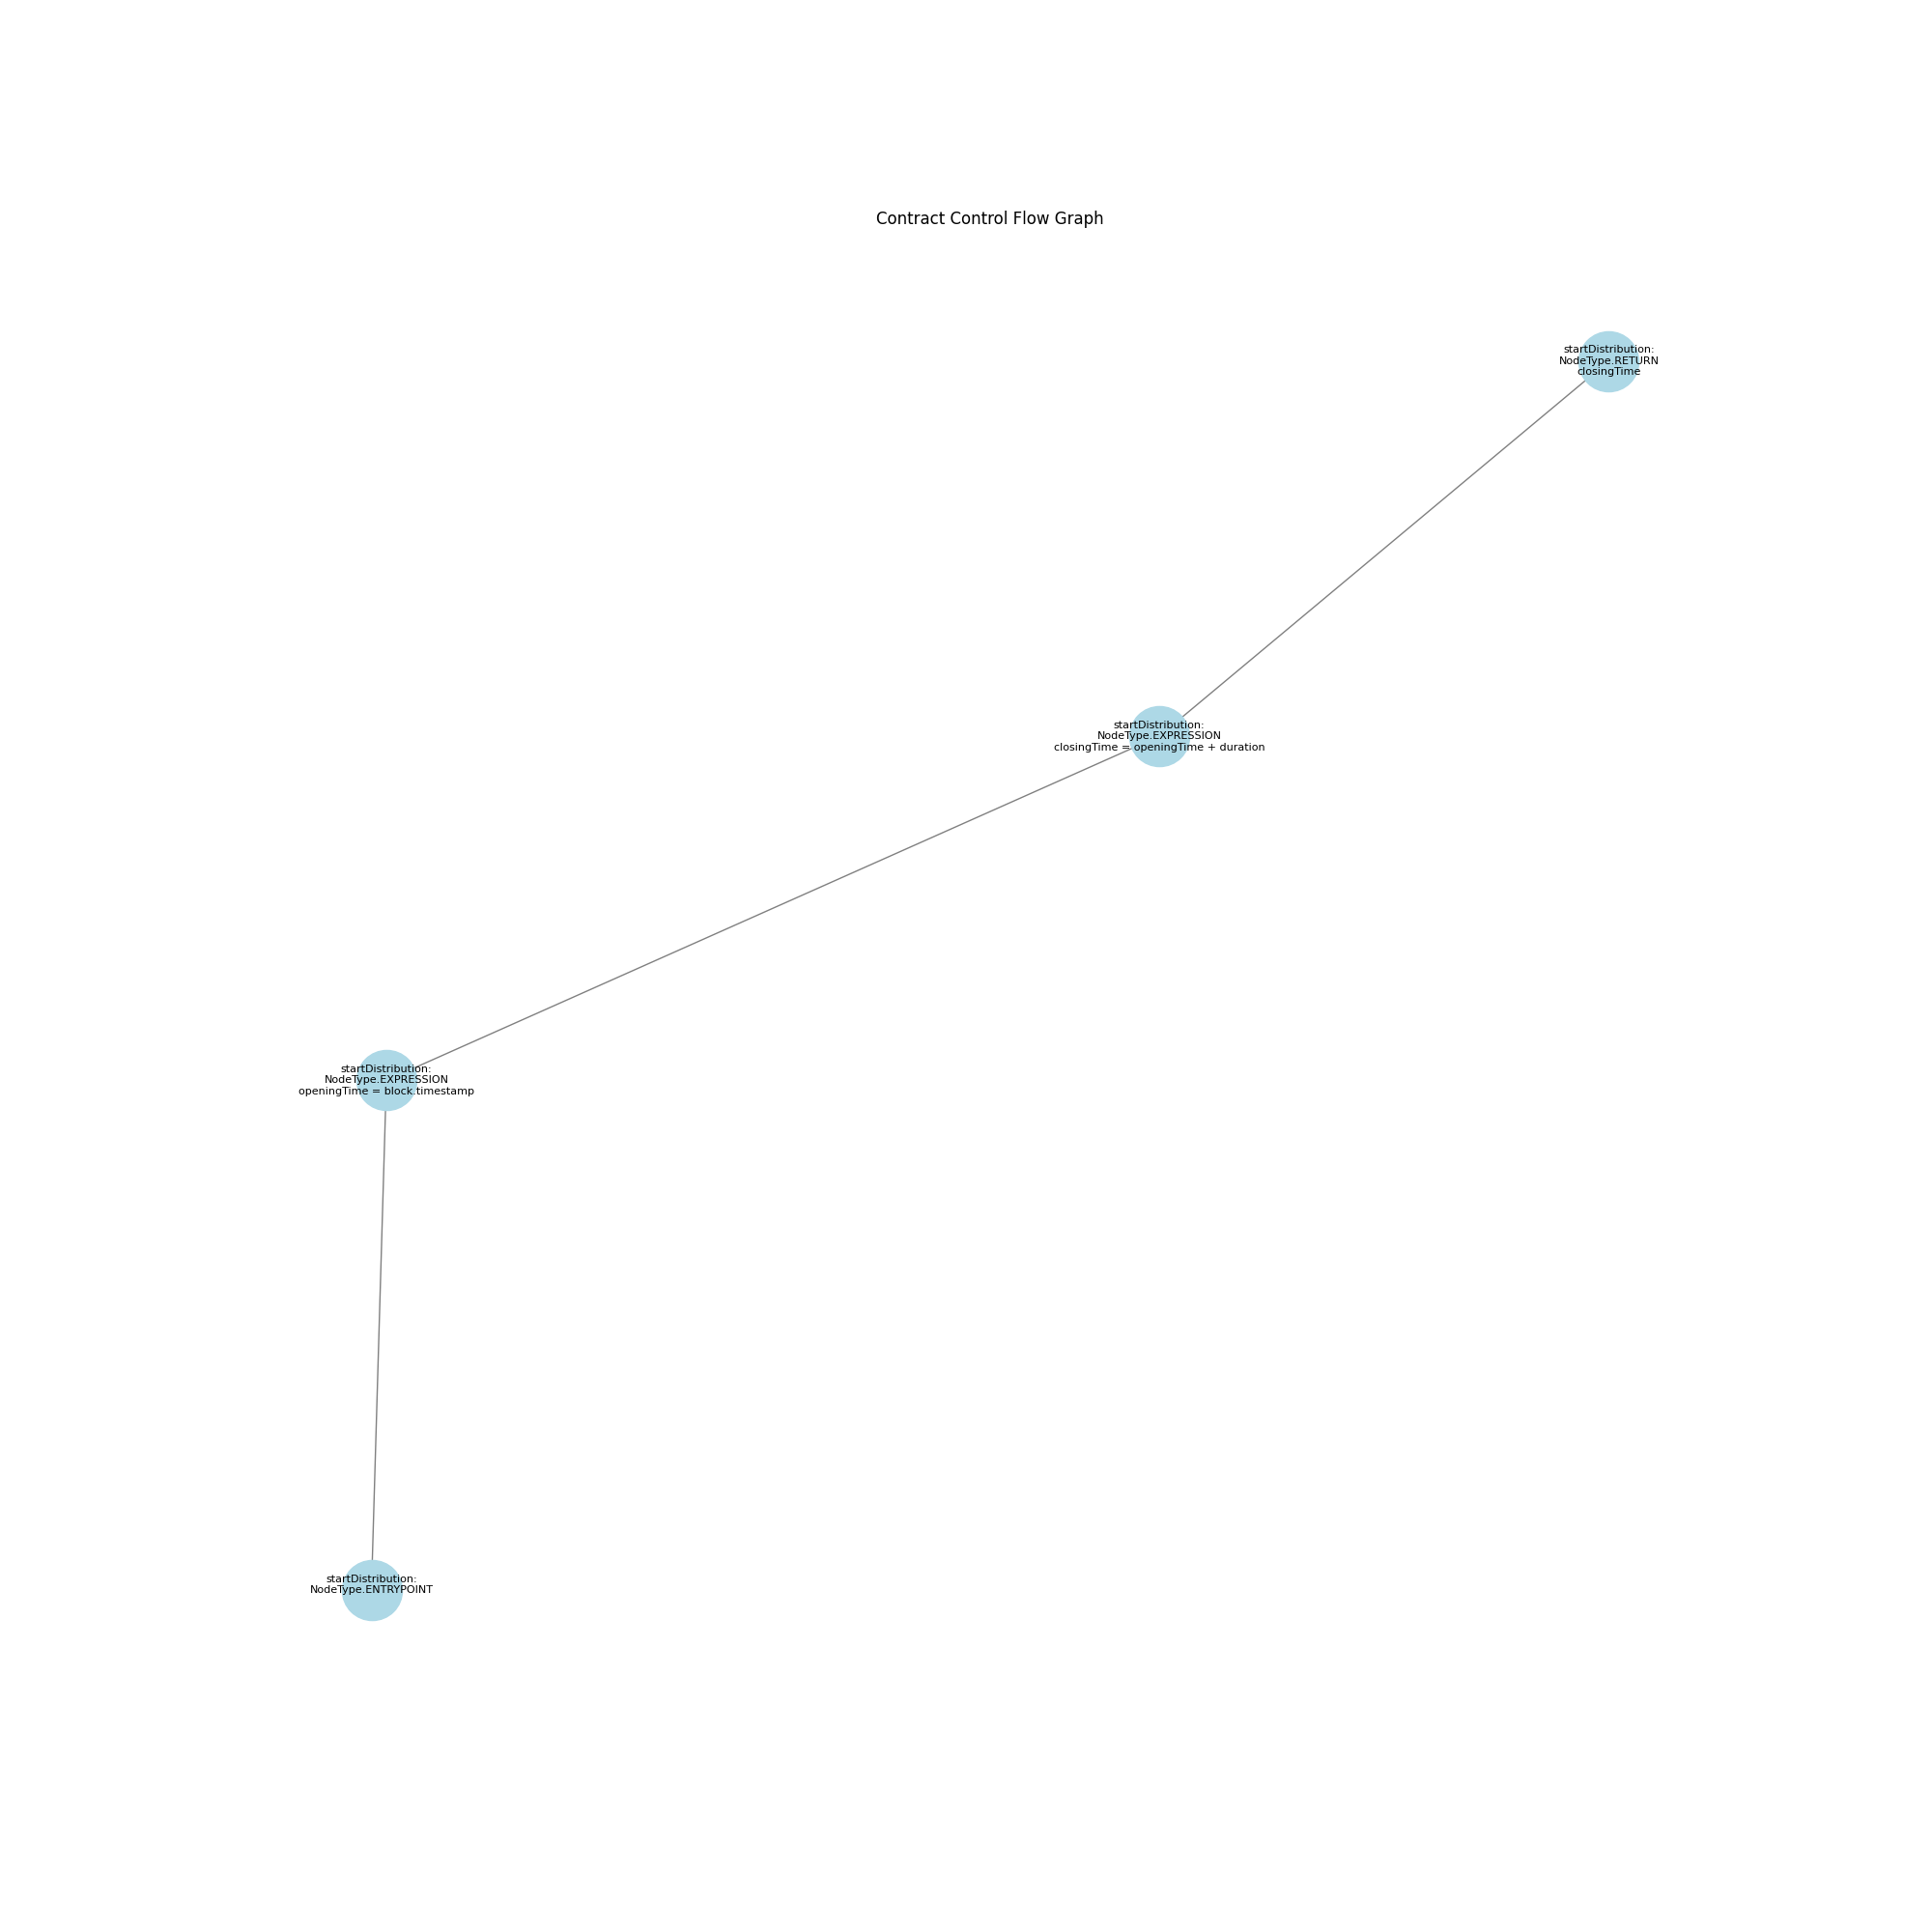 Contract Control Flow Graph
startDistribution:
NodeType.RETURN
closingTime
startDistribution:
NodeType.EXPRESSION
closingTime = openingTime + duration
startDistribution:
NodeType.EXPRESSION
openingTime = block.timestamp
startDistribution:
NodeType.ENTRYPOINT